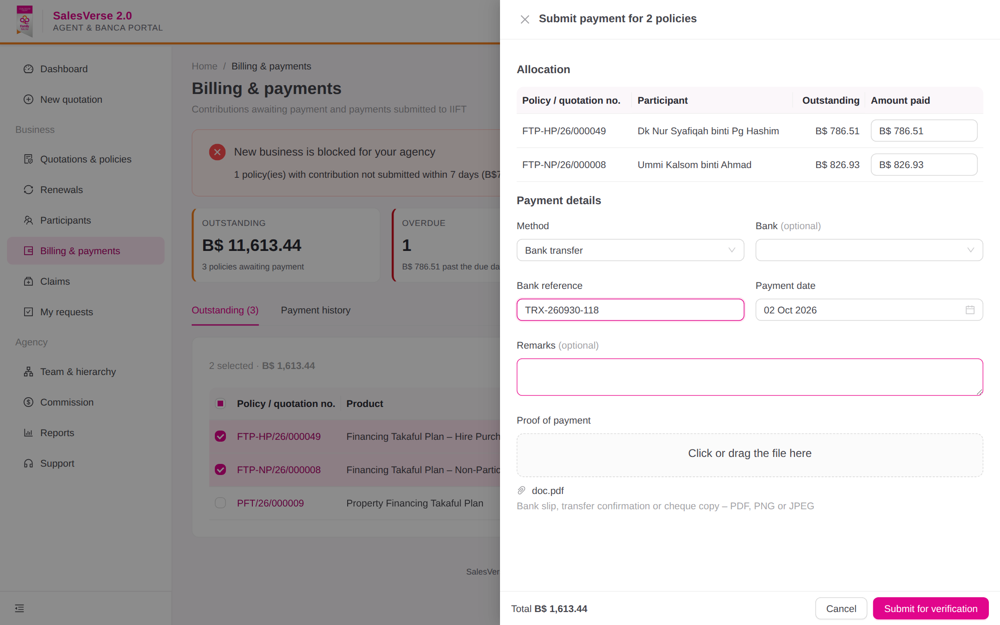 SalesVerse 2.0
AGENT & BANCA PORTAL
Family
Takaful
Dashboard
New quotation
Business
Quotations & policies
Renewals
Participants
Billing & payments
Claims
My requests
Agency
Team & hierarchy
Commission
Reports
Support
Home / Billing & payments
Billing & payments
Contributions awaiting payment and payments submitted to IIFT
New business is blocked for your agency
1 policy(ies) with contribution not submitted within 7 days (B$7
OUTSTANDING
B$ 11,613.44
3 policies awaiting payment
OVERDUE
1
B$ 786.51 past the due da
Outstanding (3) Payment history
2 selected · B$ 1,613.44
Policy / quotation no. Product
FTP-HP/26/000049 Financing Takaful Plan – Hire Purch
FTP-NP/26/000008 Financing Takaful Plan – Non-Partic
PFT/26/000009 Property Financing Takaful Plan
SalesVer
Submit payment for 2 policies
Allocation
Policy / quotation no. Participant Outstanding Amount paid
FTP-HP/26/000049 Dk Nur Syafiqah binti Pg Hashim B$ 786.51 B$ 786.51
FTP-NP/26/000008 Ummi Kalsom binti Ahmad B$ 826.93 B$ 826.93
Payment details
Method Bank (optional)
Bank transfer
Bank reference Payment date
TRX-260930-118 02 Oct 2026
Remarks (optional)
Proof of payment
Click or drag the file here
doc.pdf
Bank slip, transfer confirmation or cheque copy – PDF, PNG or JPEG
Total B$ 1,613.44 Cancel Submit for verification